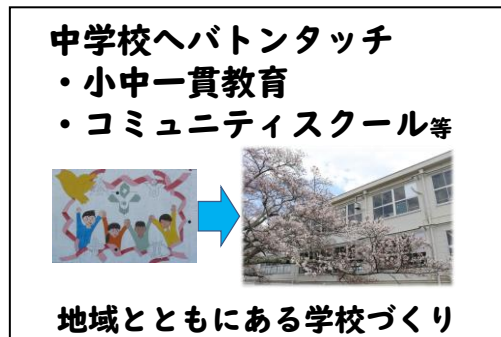 中学校へバトンタッチ
・小中一貫教育
・コミュニティスクール等
地域とともにある学校づくり